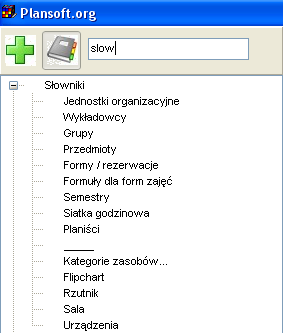 Plansoft.org
slow
Słowniki
Jednostki organizacyjne
Wykładowcy
Grupy
Przedmioty
Formy / rezerwacje
Formuły dla form zajęć
Semestry
Siatka godzinowa
Planiści
_____
Kategorie zasobów...
Flipchart
Rzutnik
Sala
Urządzenia